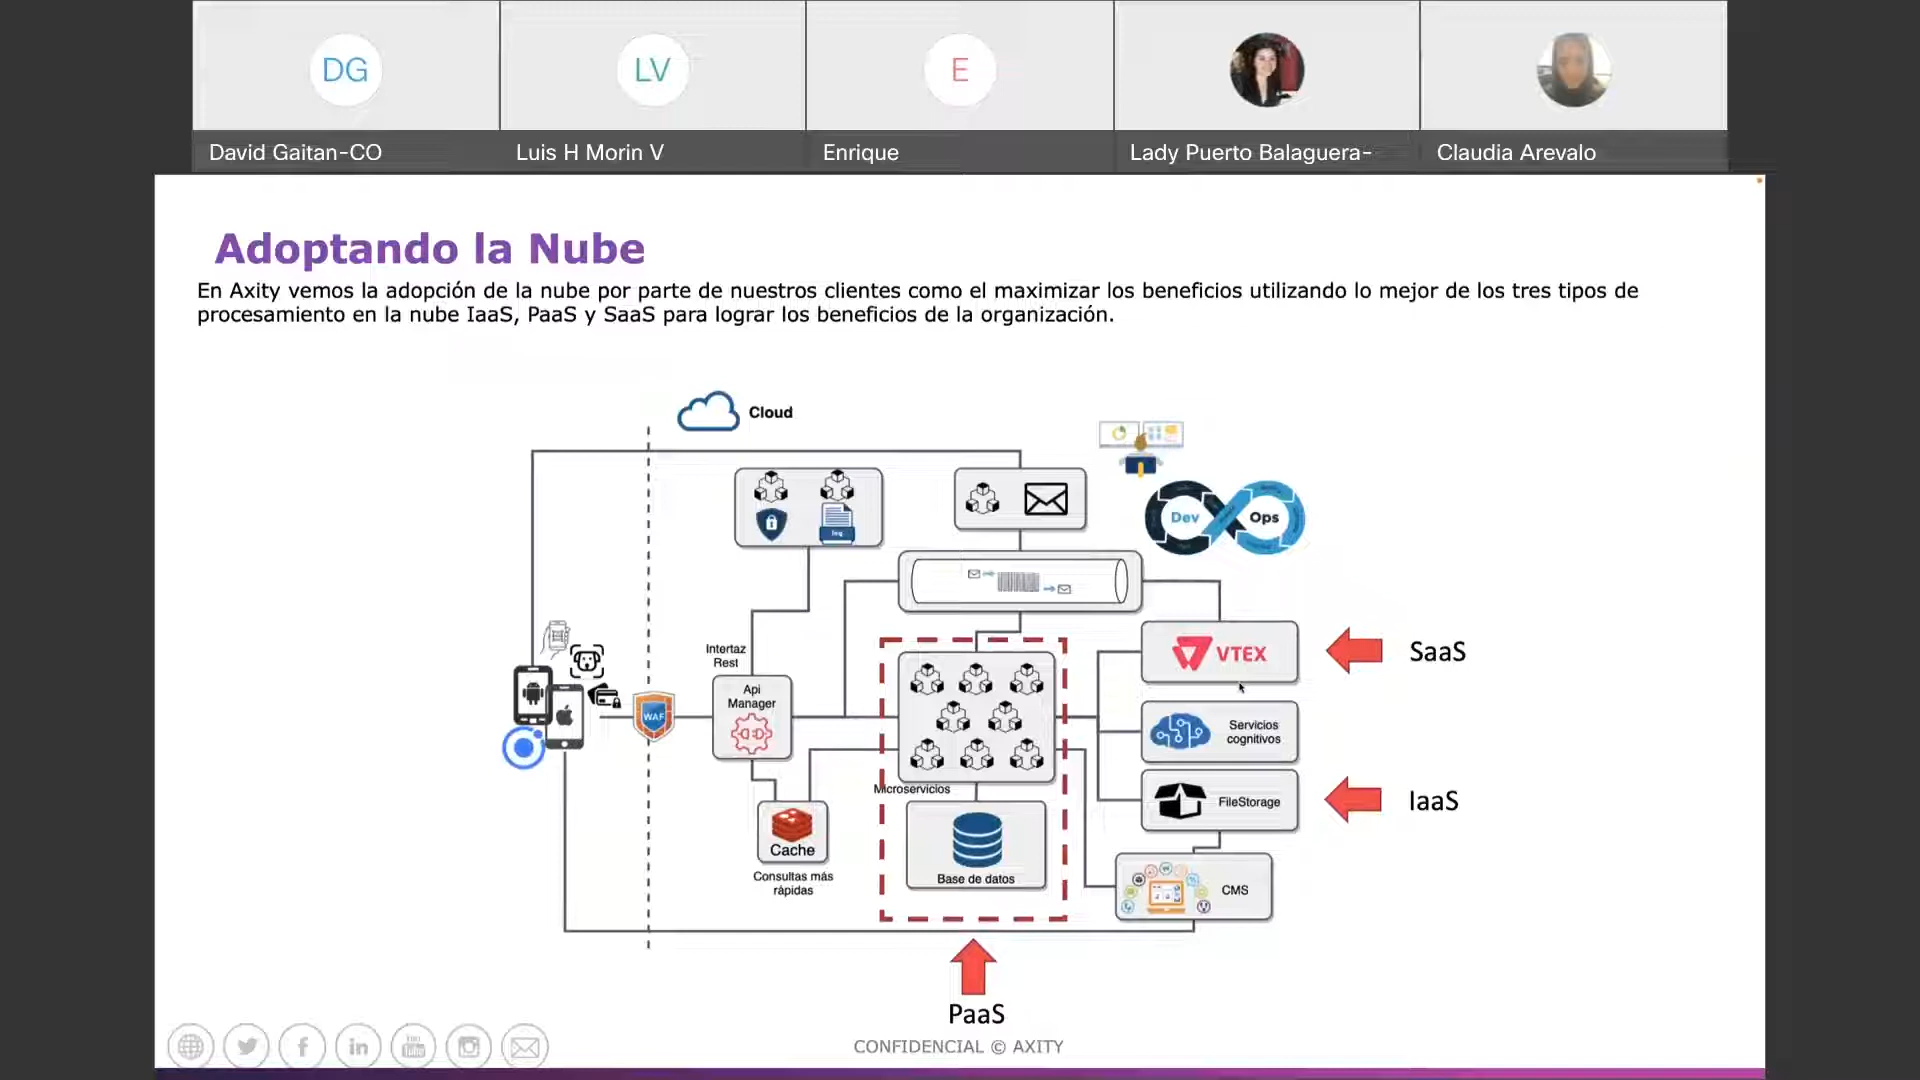 DG
LV
E
David Gaitan-CO
Luis H Morin V
Enrique
Lady Puerto Balaguera-
Claudia Arevalo
Adoptando la Nube
En Axity vemos la adopción de la nube por parte de nuestros clientes como el maximizar los beneficios utilizando lo mejor de los tres tipos de
procesamiento en la nube IaaS, PaaS y SaaS para lograr los beneficios de la organización.
Cloud
Dev
Ops
Intertaz
Rest
Api
Manager
WAF
VTEX
SaaS
Servicios
cognitivos
Microservicios
FileStorage
IaaS
Cache
Consultas más
ràpidas
Base de datos
CMS
PaaS
CONFIDENCIAL © AXITY